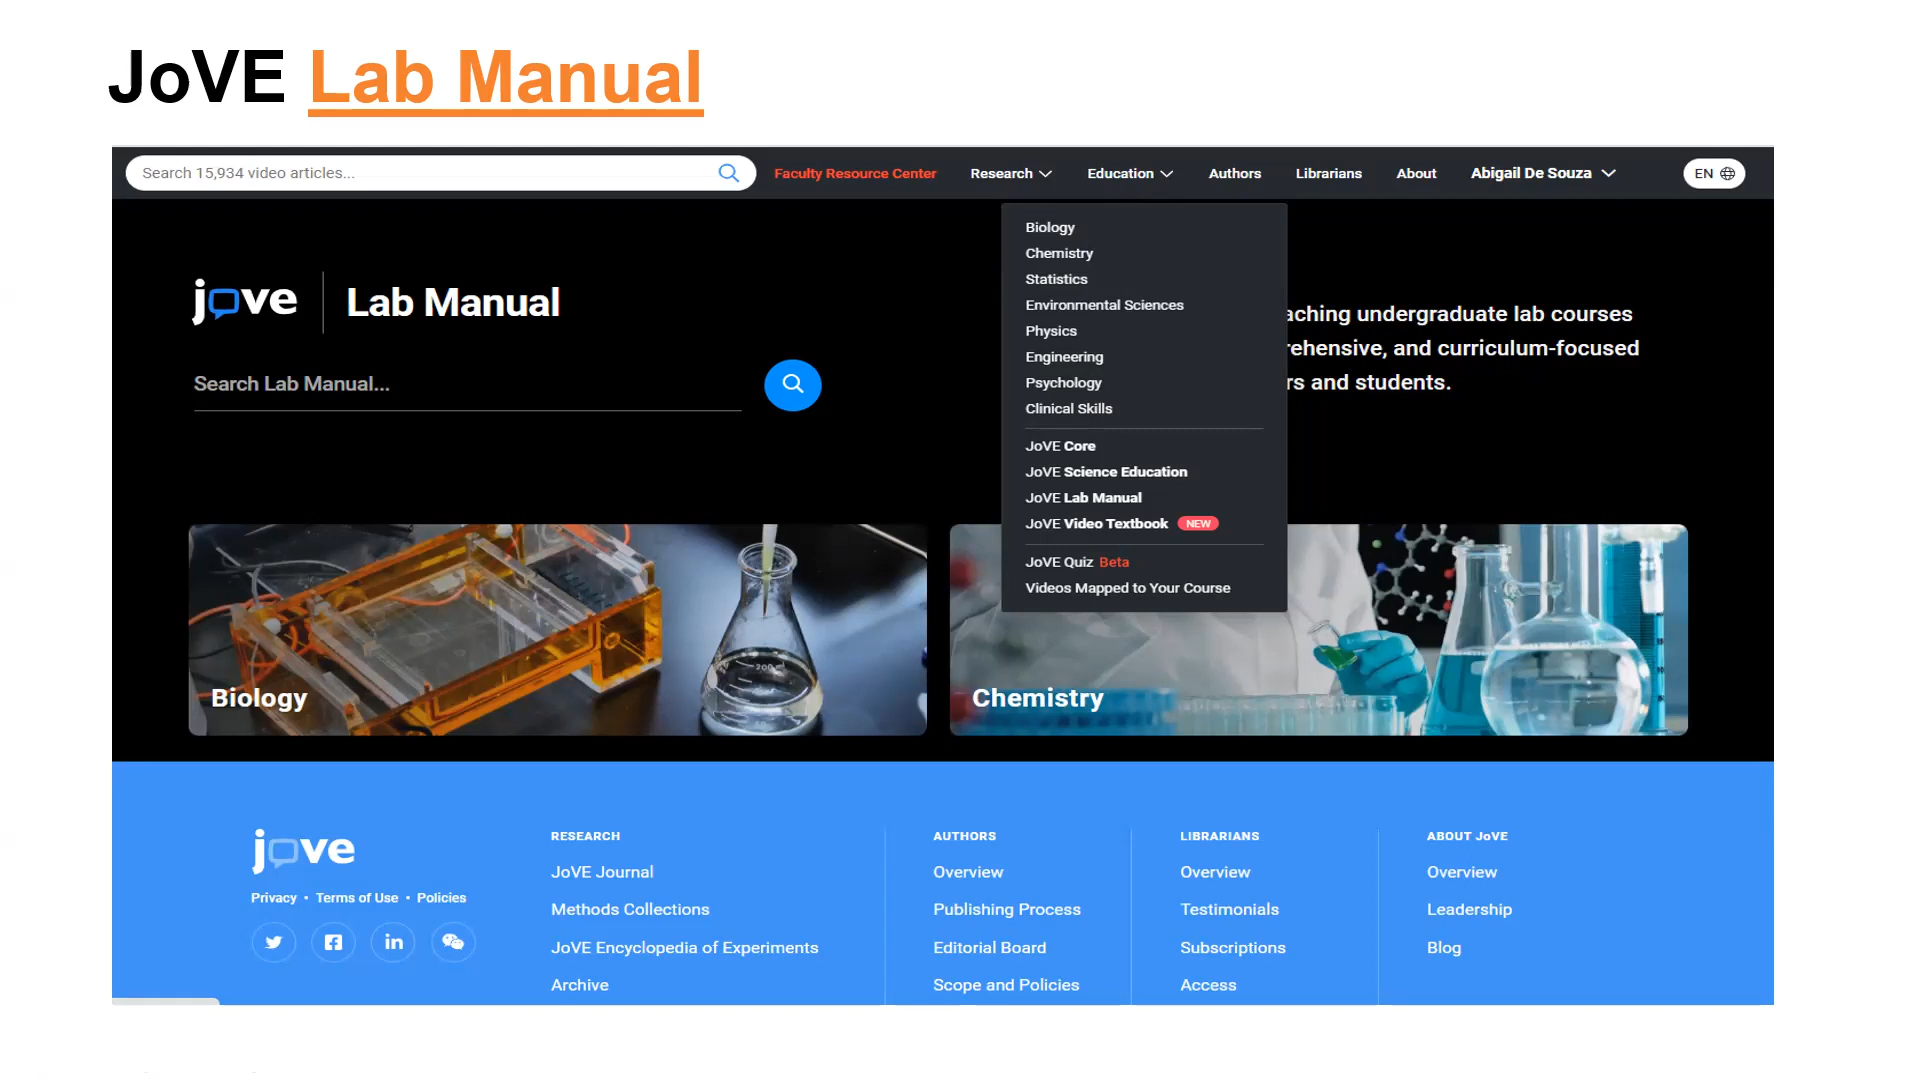 JoVE Lab Manual
Search 15,934 video articles...
Faculty Resource Center
Research
Education
Authors
Librarians
About
Abigail De Souza
EN
Biology
Chemistry
Statistics
Environmental Sciences
Physics
Engineering
Psychology
Clinical Skills
JoVE Core
JoVE Science Education
JoVE Lab Manual
JoVE Video Textbook NEW
JoVE Quiz Beta
Videos Mapped to Your Course
jove
Lab Manual
Search Lab Manual...
undergraduate lab courses
and curriculum-focused
and students.
200
Biology
Chemistry
jove
Privacy • Terms of Use • Policies
RESEARCH
JoVE Journal
Methods Collections
JoVE Encyclopedia of Experiments
Archive
AUTHORS
Overview
Publishing Process
Editorial Board
Scope and Policies
LIBRARIANS
Overview
Testimonials
Subscriptions
Access
ABOUT JoVE
Overview
Leadership
Blog